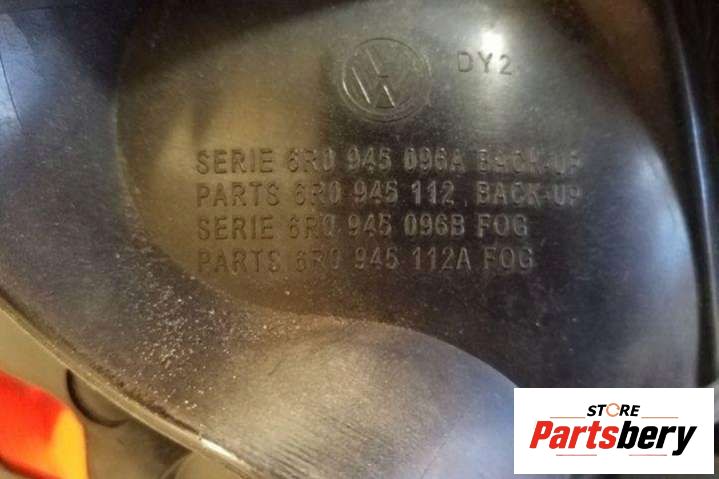 DY2
SERIE 6R0 945 096A BACK-UP
PARTS 6R0 945 112 BACK-UP
SERIE 6R0 945 096B FOG
PARTS 6R0 945 112A FOG
STORE
Partsbery